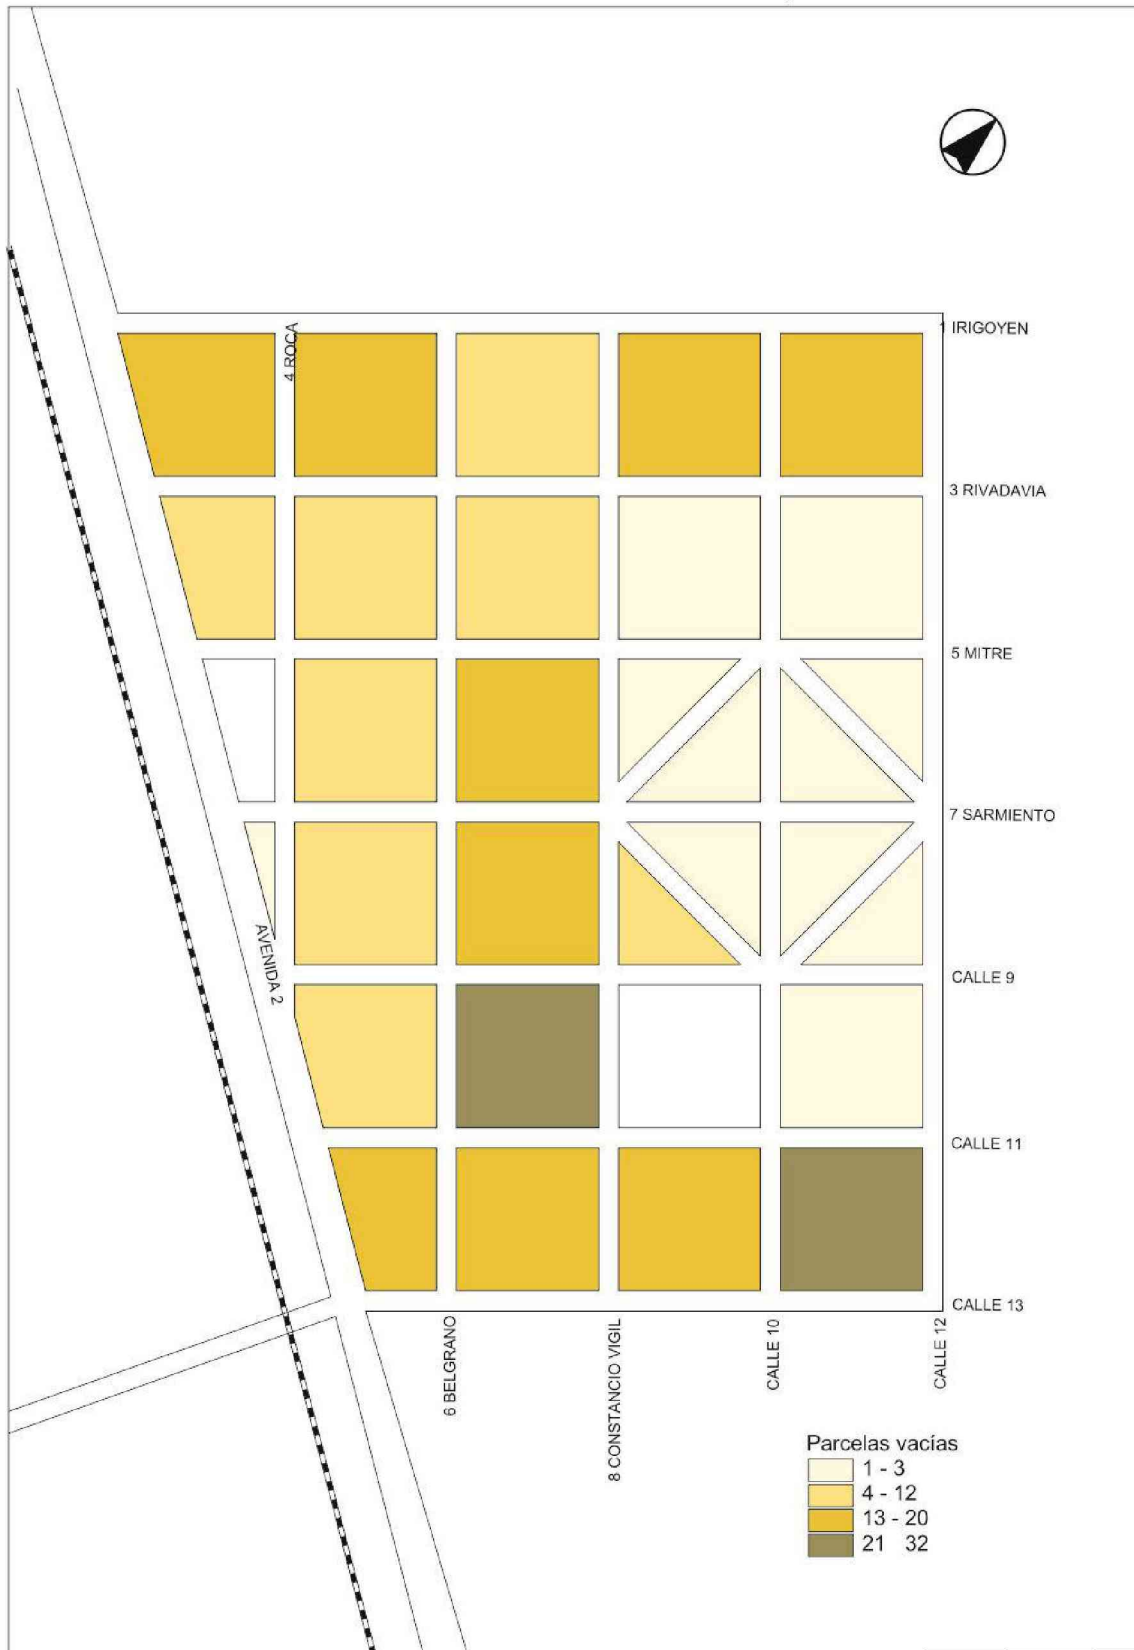 4 ROCA
1 IRIGOYEN
3 RIVADAVIA
5 MITRE
7 SARMIENTO
AVENIDA 2
CALLE 9
CALLE 11
CALLE 13
6 BELGRANO
8 CONSTANCIO VIGIL
CALLE 10
CALLE 12
Parcelas vacías
1 - 3
4 - 12
13 - 20
21 32